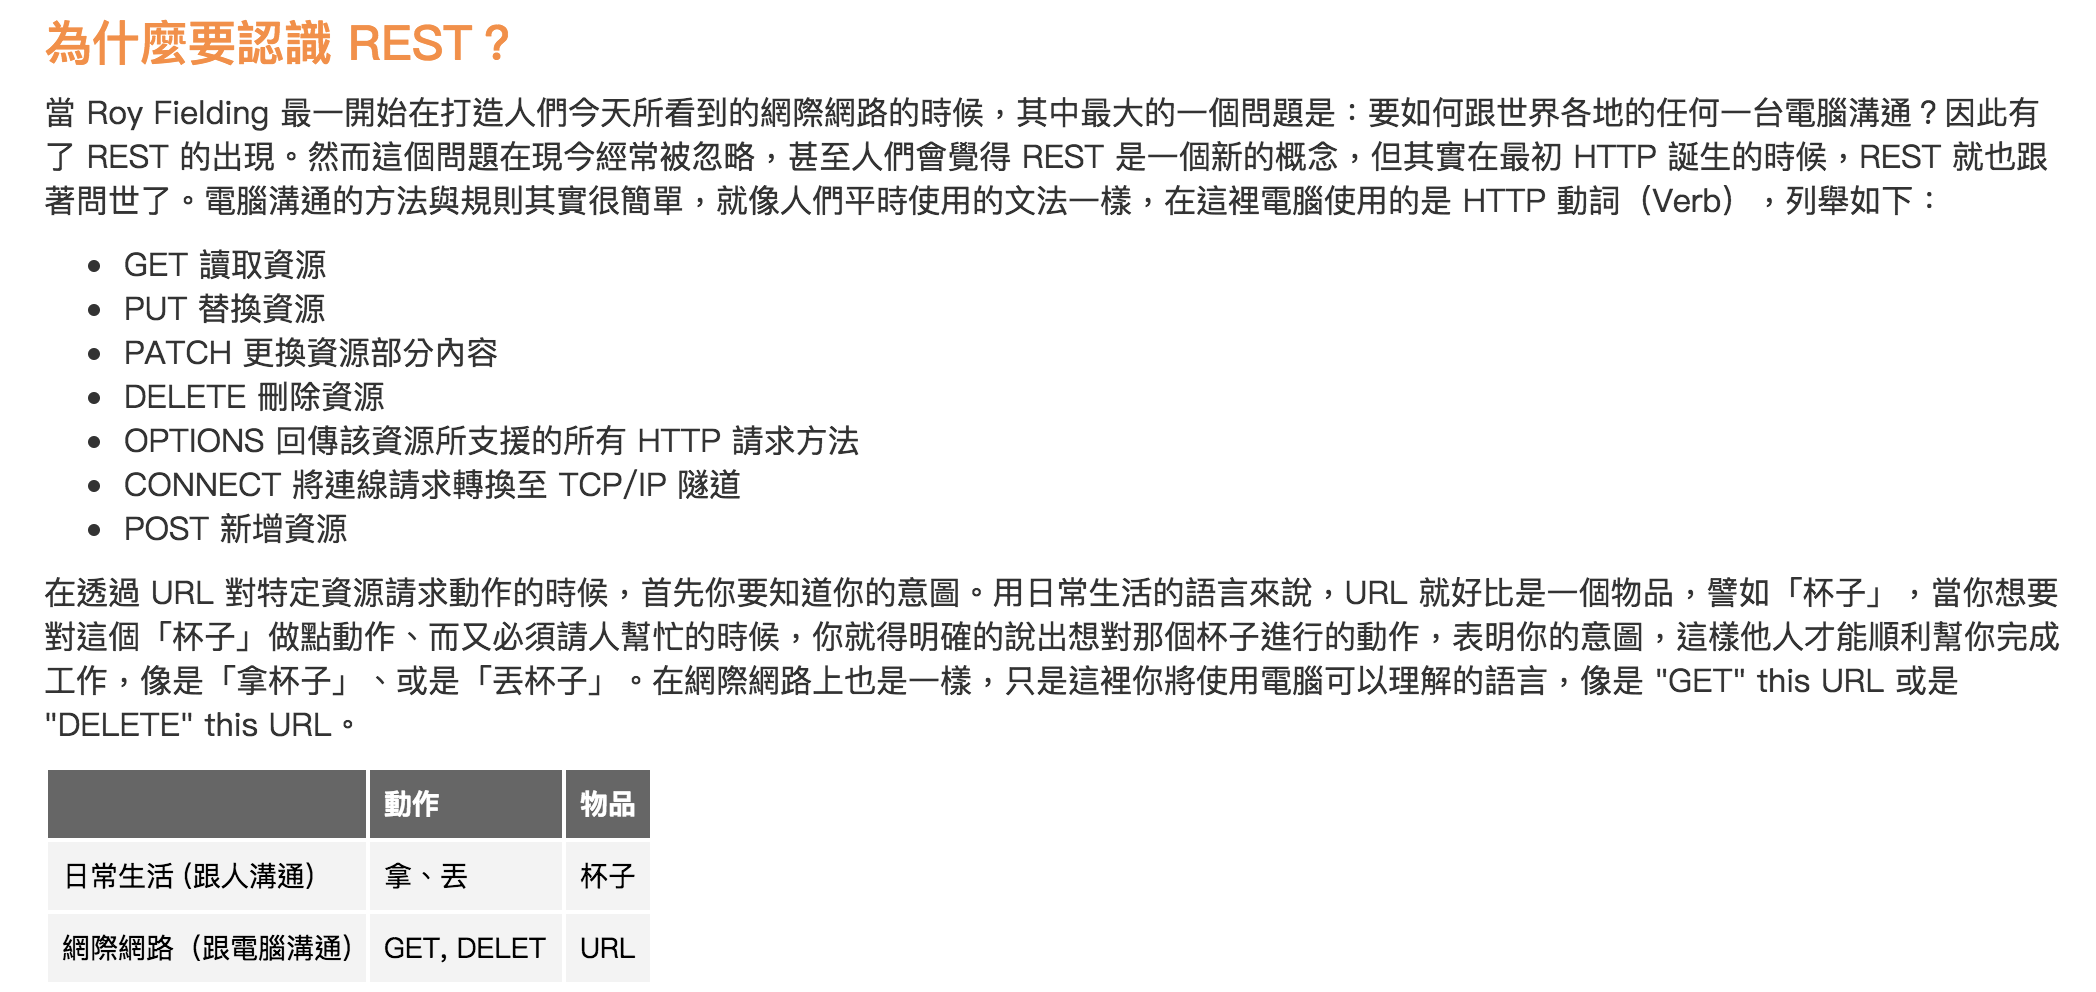 為什麼要認識 REST？
當 Roy Fielding 最一開始在打造人們今天所看到的網際網路的時候，其中最大的一個問題是：要如何跟世界各地的任何一台電腦溝通？因此有
了 REST 的出現。然而這個問題在現今經常被忽略，甚至人們會覺得 REST 是一個新的概念，但其實在最初 HTTP 誕生的時候，REST 就也跟
著問世了。電腦溝通的方法與規則其實很簡單，就像人們平時使用的文法一樣，在這裡電腦使用的是 HTTP 動詞（Verb），列舉如下：
• GET 讀取資源
• PUT 替換資源
• PATCH 更換資源部分內容
• DELETE 刪除資源
• OPTIONS 回傳該資源所支援的所有 HTTP 請求方法
• CONNECT 將連線請求轉換至 TCP/IP 隧道
• POST 新增資源
在透過 URL 對特定資源請求動作的時候，首先你要知道你的意圖。用日常生活的語言來說，URL 就好比是一個物品，譬如「杯子」，當你想要
對這個「杯子」做點動作、而又必須請人幫忙的時候，你就得明確的說出想對那個杯子進行的動作，表明你的意圖，這樣他人才能順利幫你完成
工作，像是「拿杯子」、或是「丟杯子」。在網際網路上也是一樣，只是這裡你將使用電腦可以理解的語言，像是 "GET" this URL 或是
"DELETE" this URL。
動作 物品
日常生活 (跟人溝通) 拿、丟 杯子
網際網路（跟電腦溝通） GET, DELET URL